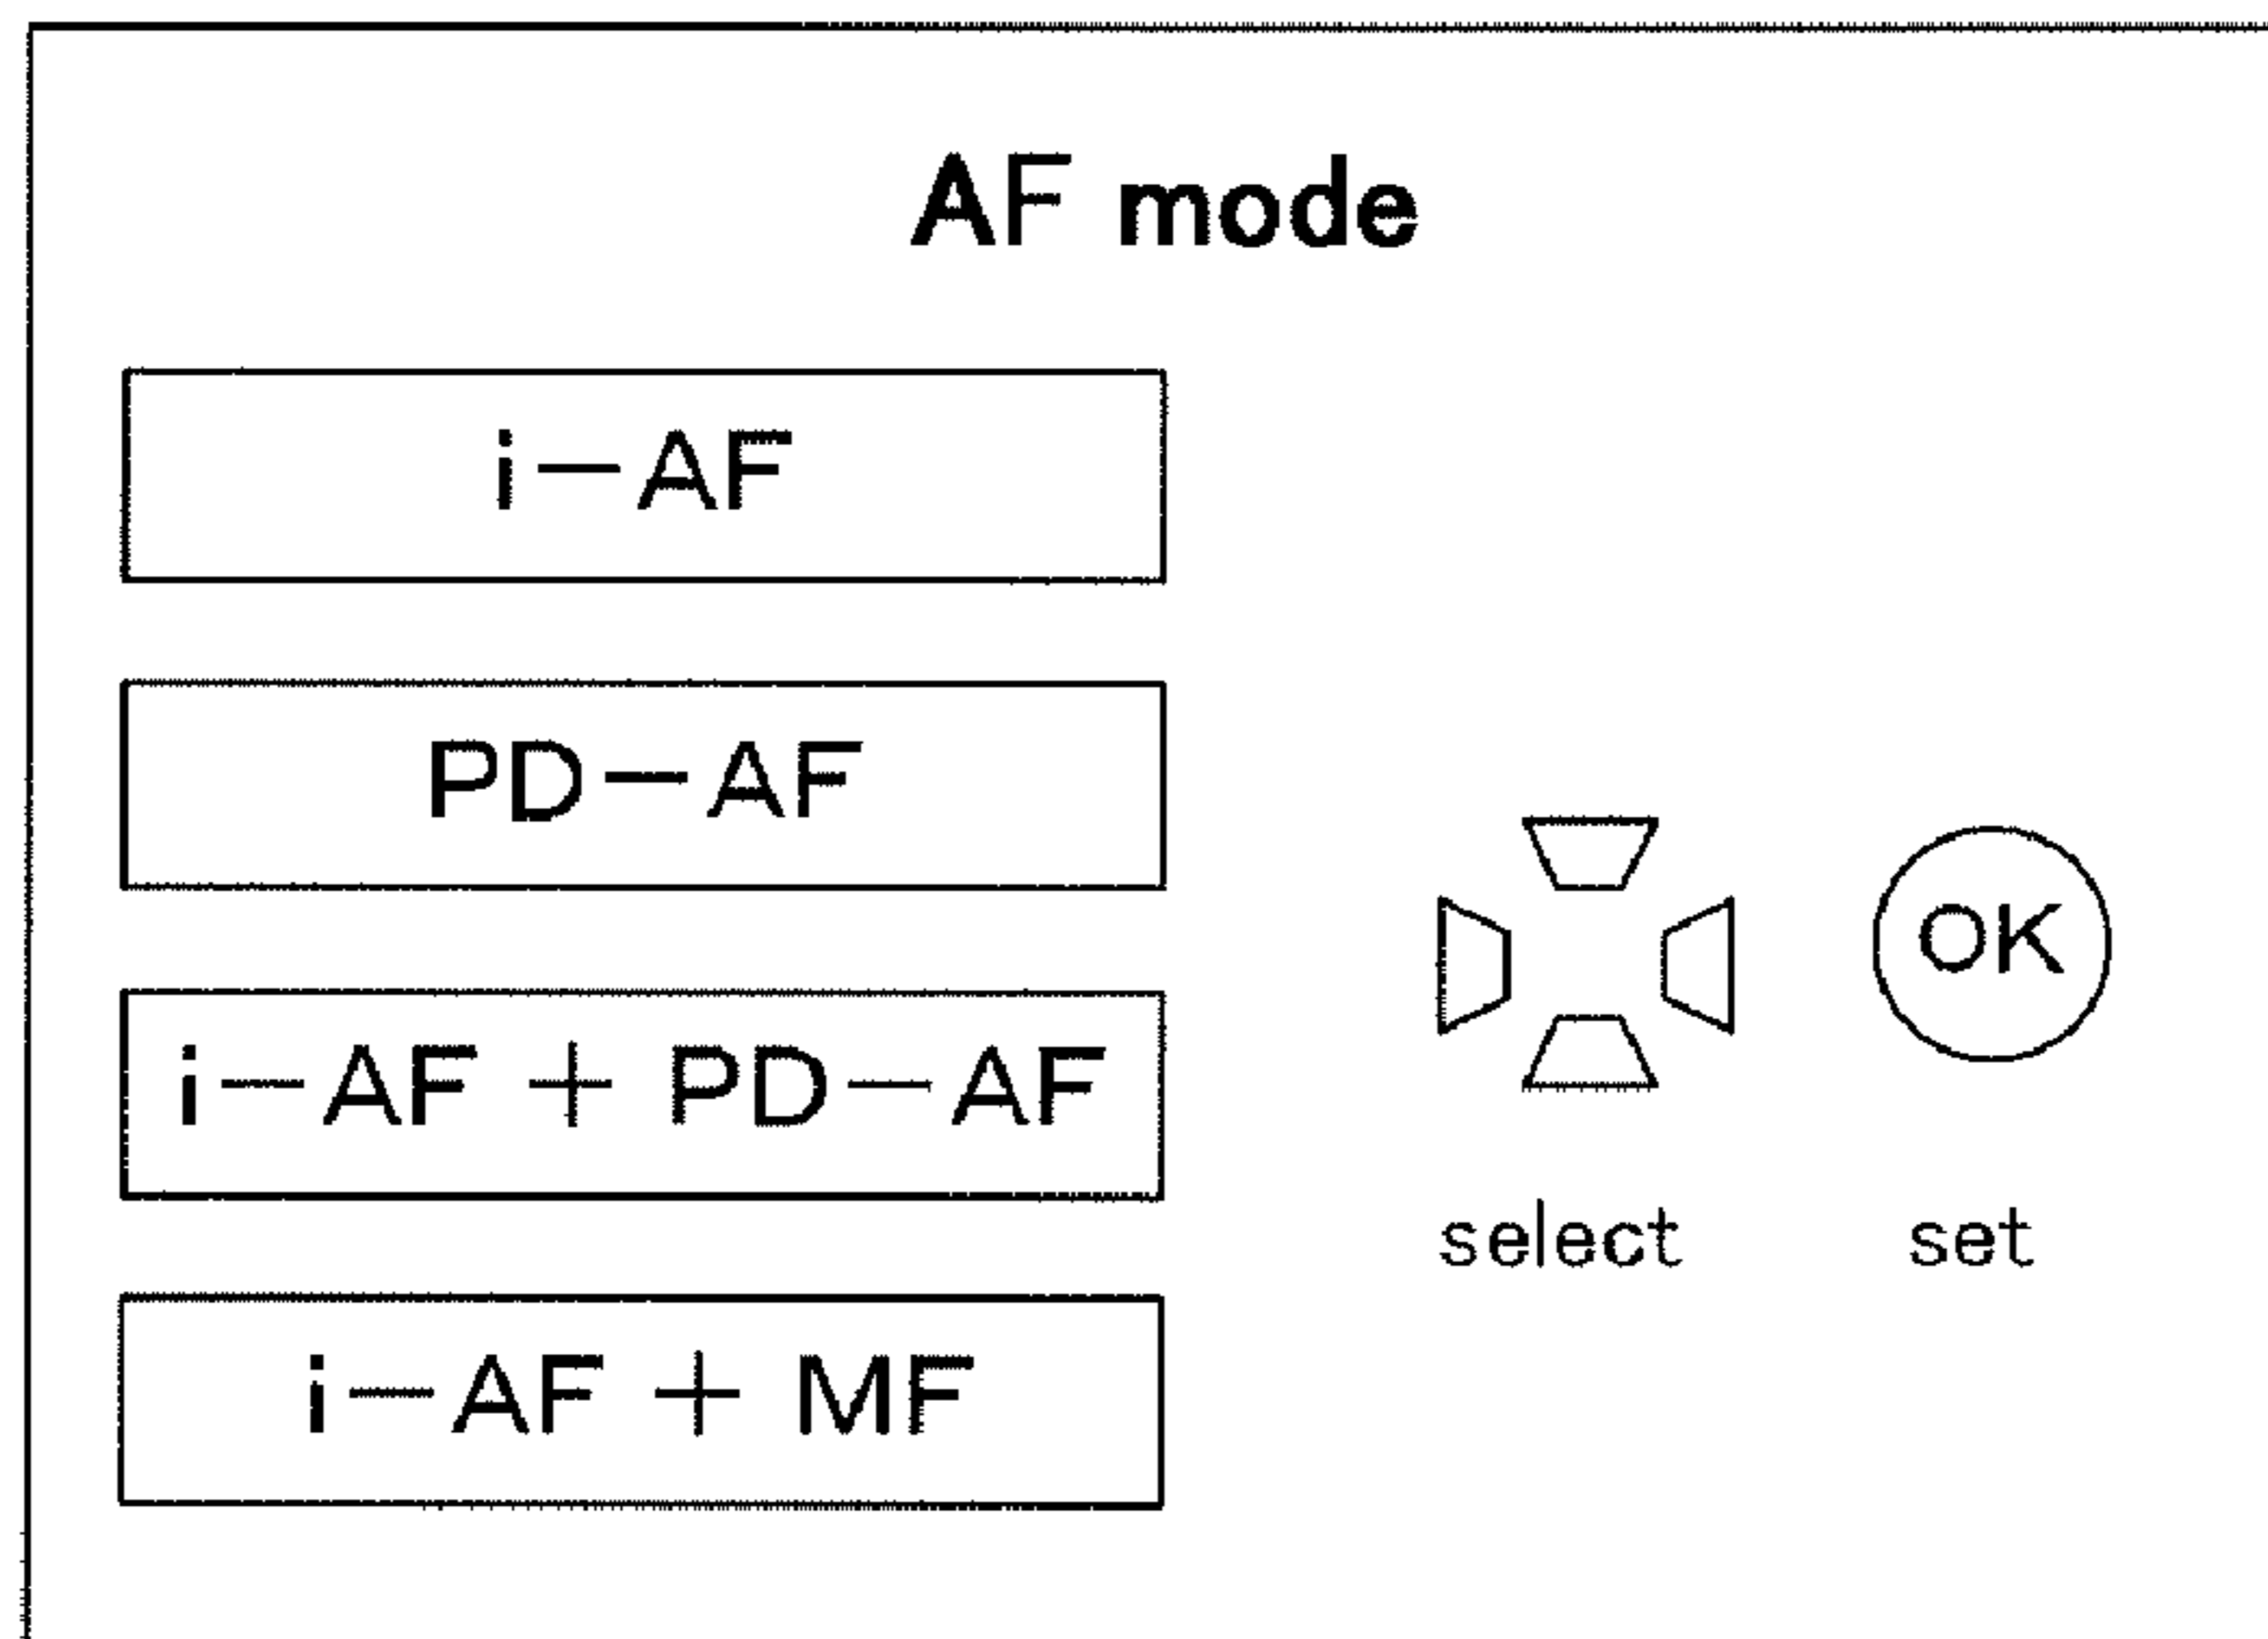 AF mode
i-AF
PD-AF
i-AF + PD-AF
i-AF + MF
OK
select
set